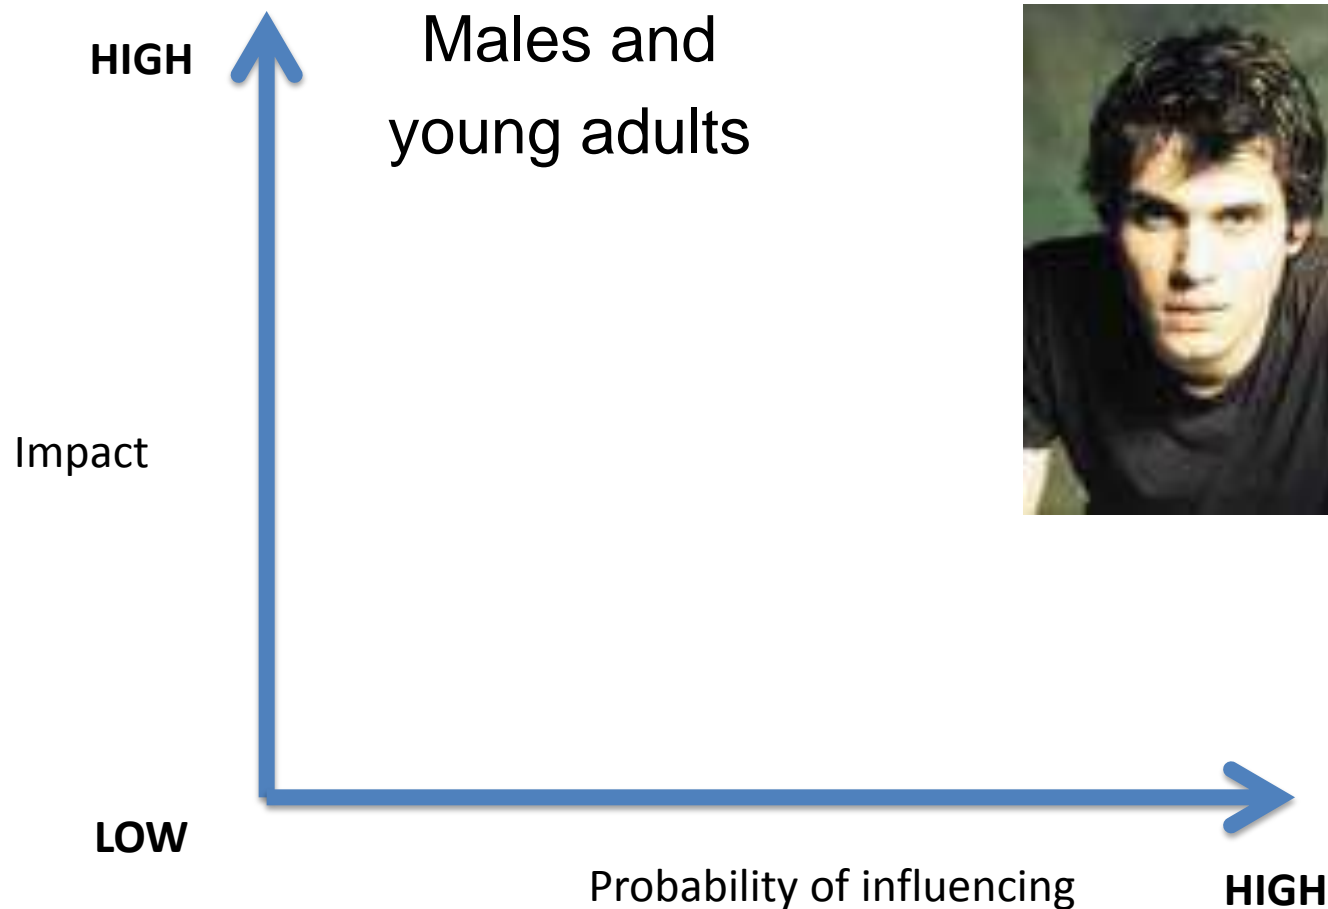 HIGH
Males and
young adults
Impact
LOW
Probability of influencing
HIGH